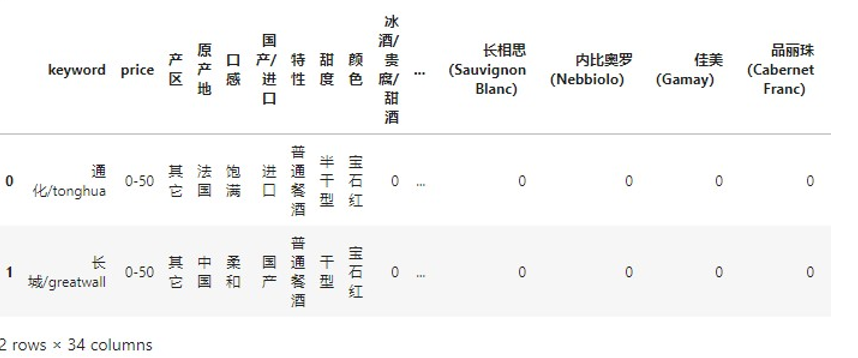 keyword price 产区 原产地 口感 国产/进口 特性 甜度 颜色 冰酒/贵腐/甜酒 ... 长相思(Sauvignon Blanc) 内比奥罗(Nebbiolo) 佳美(Gamay) 品丽珠(Cabernet Franc)
0 通化/tonghua 0-50 其它 法国 饱满 进口 普通餐酒 半干型 宝石红 0 ... 0 0 0 0
1 长城/greatwall 0-50 其它 中国 柔和 国产 普通餐酒 干型 宝石红 0 ... 0 0 0 0
2 rows × 34 columns